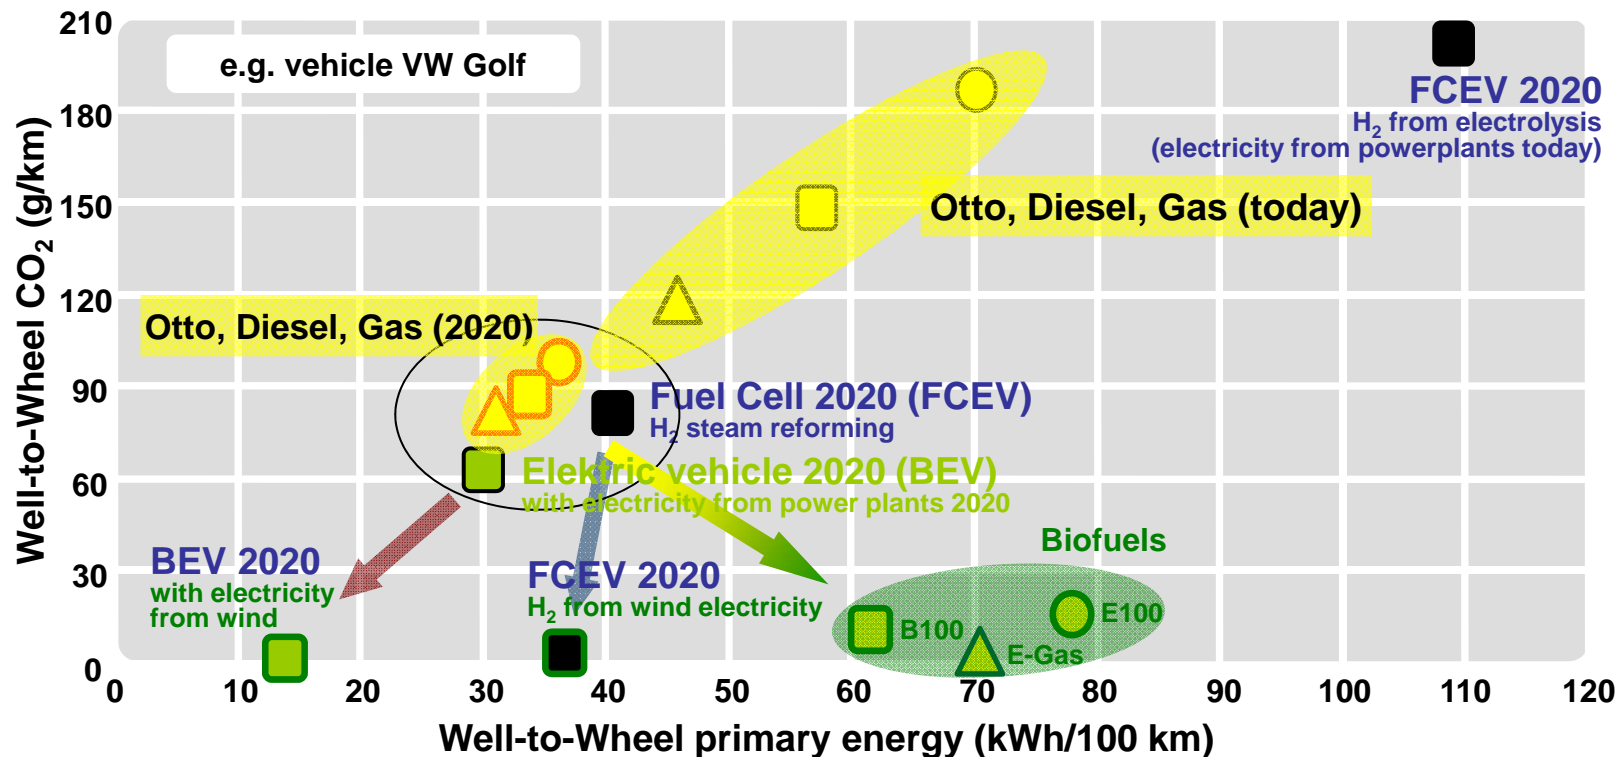 210
180
150
120
90
60
30
0
Well-to-Wheel CO2 (g/km)
e.g. vehicle VW Golf
FCEV 2020
H2 from electrolysis
(electricity from powerplants today)
Otto, Diesel, Gas (today)
Otto, Diesel, Gas (2020)
Fuel Cell 2020 (FCEV)
H2 steam reforming
Elektric vehicle 2020 (BEV)
with electricity from power plants 2020
BEV 2020
with electricity
from wind
FCEV 2020
H2 from wind electricity
Biofuels
B100
E100
E-Gas
0 10 20 30 40 50 60 70 80 90 100 110 120
Well-to-Wheel primary energy (kWh/100 km)